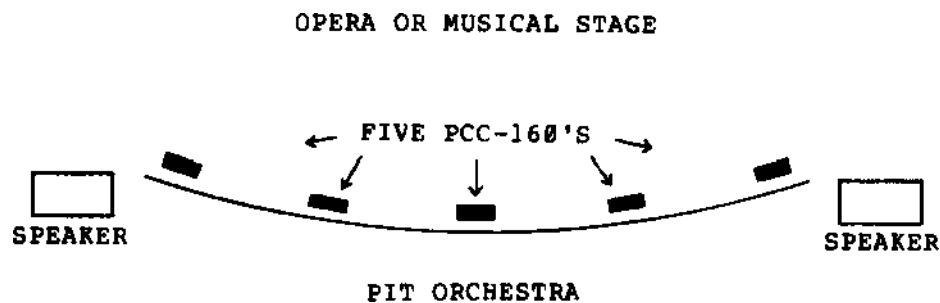 OPERA OR MUSICAL STAGE
FIVE PCC-160'S
SPEAKER
SPEAKER
PIT ORCHESTRA